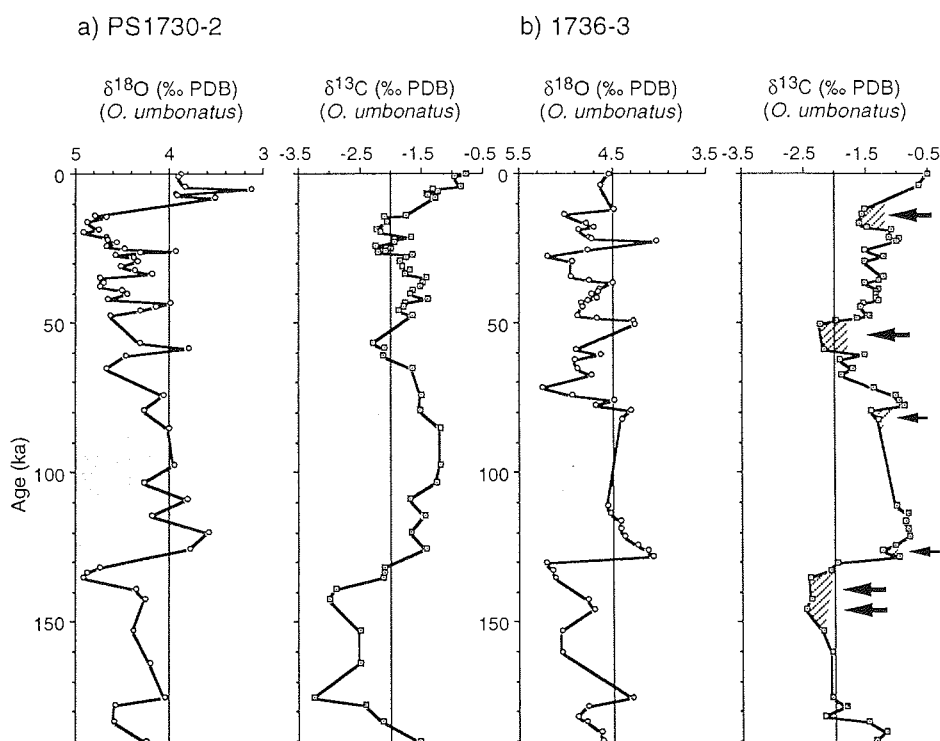 a) PS1730-2
b) 1736-3
δ18O (‰ PDB)
(O. umbonatus)
δ13C (‰ PDB)
(O. umbonatus)
δ18O (‰ PDB)
(O. umbonatus)
δ13C (‰ PDB)
(O. umbonatus)
5 4 3
-3.5 -2.5 -1.5 -0.5
5.5 4.5 3.5
-3.5 -2.5 -1.5 -0.5
0
50
100
150
Age (ka)
0
50
100
150